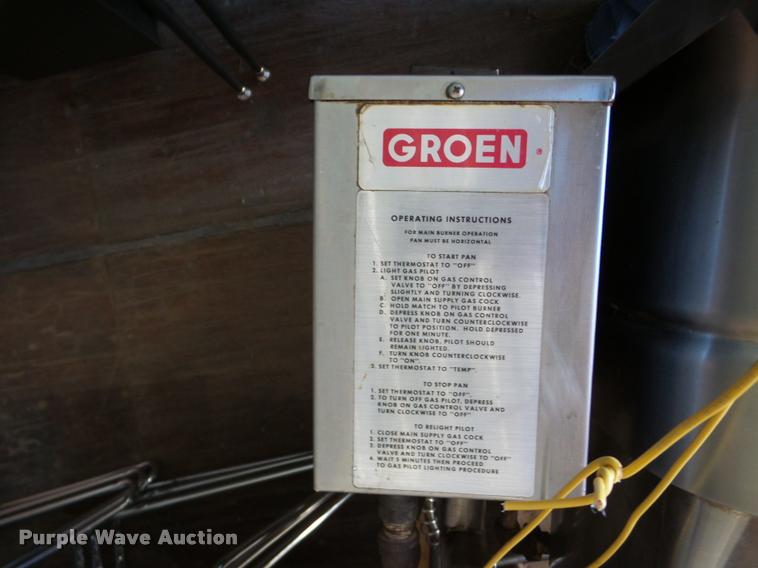 GROEN
OPERATING INSTRUCTIONS
FOR MAIN BURNER OPERATION
PAN MUST BE HORIZONTAL
TO START PAN
1. SET THERMOSTAT TO "OFF"
2. LIGHT GAS PILOT
A. SET KNOB ON GAS CONTROL
VALVE TO "OFF" BY DEPRESSING
SLIGHTLY AND TURNING CLOCKWISE.
B. OPEN MAIN SUPPLY GAS COCK
C. HOLD MATCH TO PILOT BURNER
D. DEPRESS KNOB ON GAS CONTROL
VALVE AND TURN COUNTERCLOCKWISE
TO PILOT POSITION. HOLD DEPRESSED
FOR ONE MINUTE.
E. RELEASE KNOB, PILOT SHOULD
REMAIN LIGHTED.
F. TURN KNOB COUNTERCLOCKWISE
TO "ON".
3. SET THERMOSTAT TO "TEMP".
TO STOP PAN
1. SET THERMOSTAT TO "OFF".
2. TO TURN OFF GAS PILOT, DEPRESS
KNOB ON GAS CONTROL VALVE AND
TURN CLOCKWISE TO "OFF"
TO RELIGHT PILOT
1. CLOSE MAIN SUPPLY GAS COCK
2. SET THERMOSTAT TO "OFF"
3. DEPRESS KNOB ON GAS CONTROL
VALVE AND TURN CLOCKWISE TO "OFF"
4. WAIT 5 MINUTES THEN PROCEED
TO GAS PILOT LIGHTING PROCEDURE
Purple Wave Auction